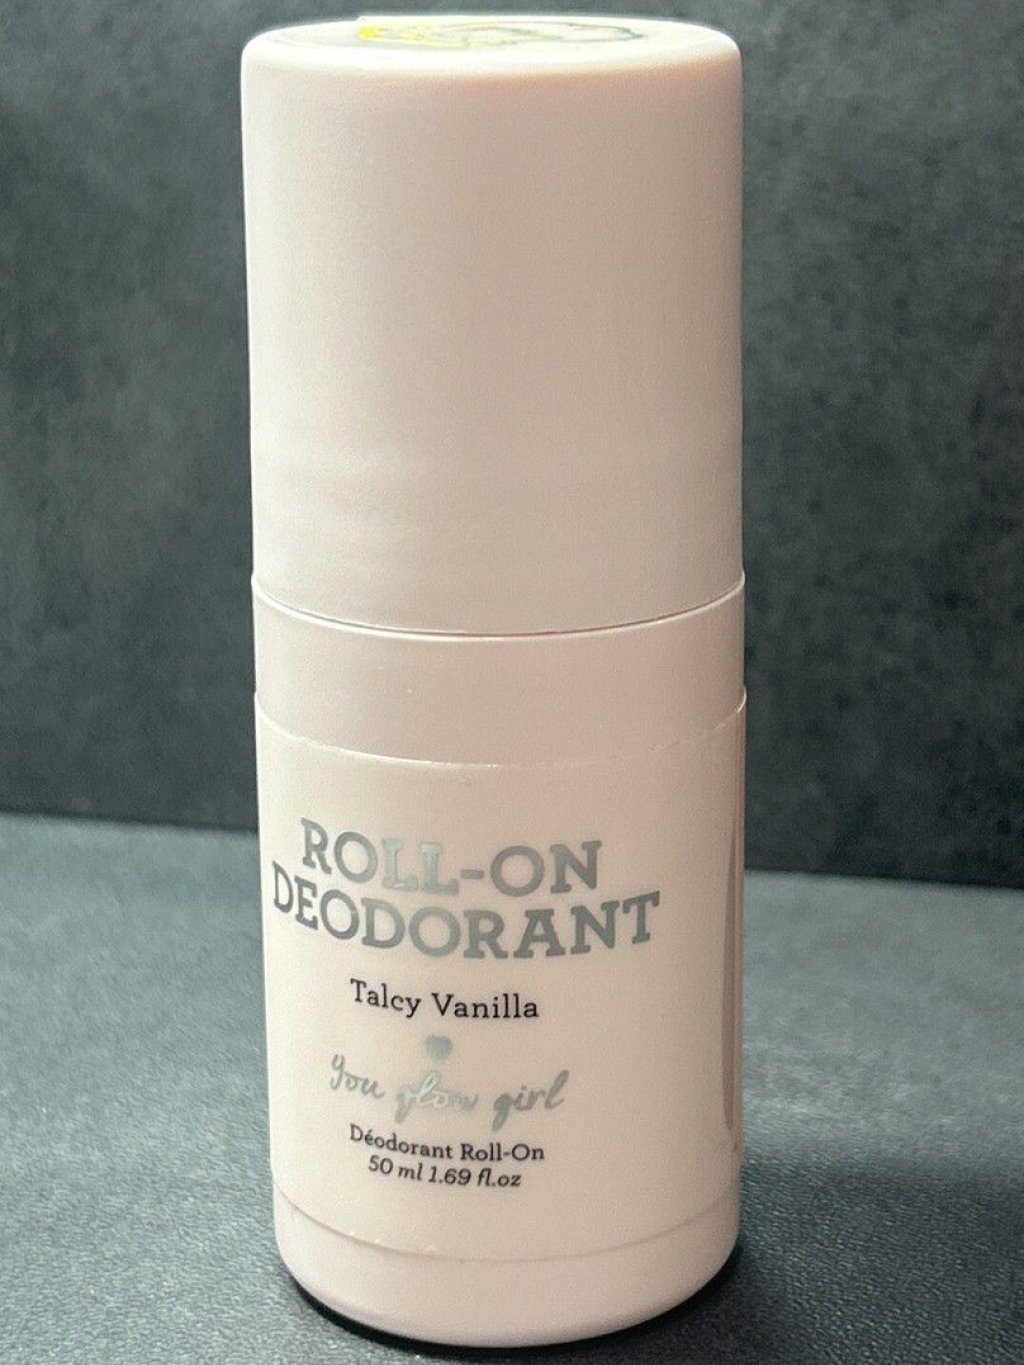 ROLL-ON
DEODORANT
Talcy Vanilla
You glow girl
Déodorant Roll-On
50 ml 1.69 fl.oz